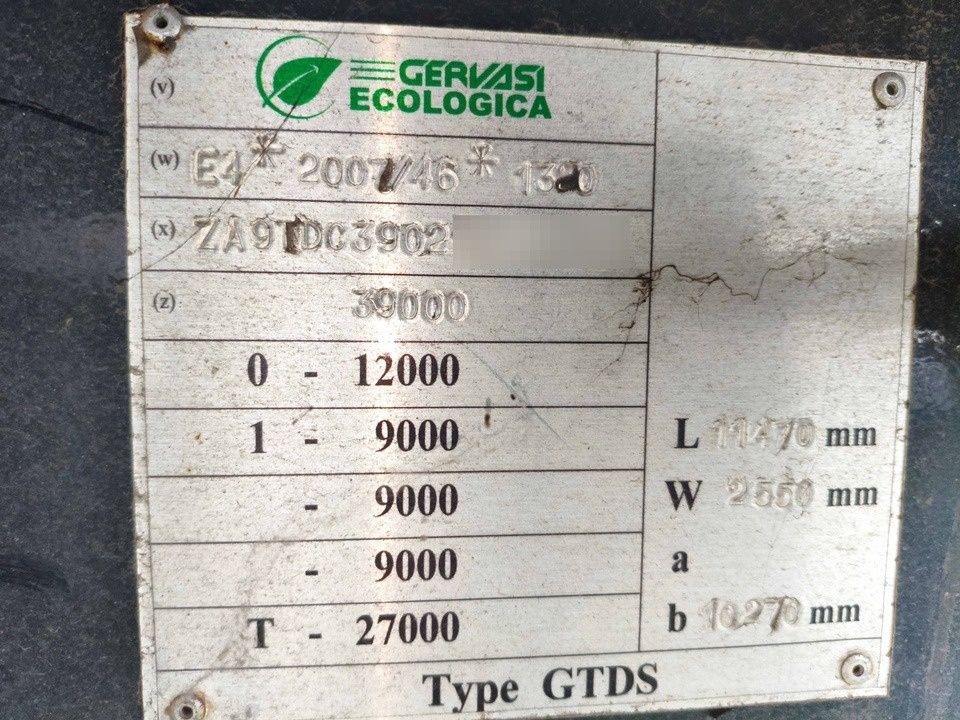 (v) GERVASI
ECOLOGICA
(w) E4* 2007/46* 1320
(x) ZA9TDC3902
(z) 39000
0 - 12000
1 - 9000
L 11470 mm
- 9000
W 2550 mm
- 9000
a
T - 27000
b 10270 mm
Type GTDS